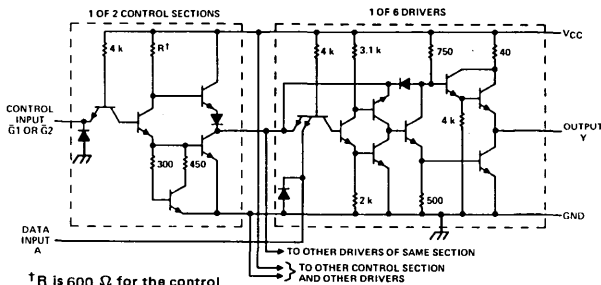 1 OF 2 CONTROL SECTIONS
1 OF 6 DRIVERS
VCC
4 k
R†
4 k
3.1 k
750
40
CONTROL
INPUT
G̅1 OR G̅2
4 k
OUTPUT
Y
300
450
2 k
500
GND
DATA
INPUT
A
TO OTHER DRIVERS OF SAME SECTION
TO OTHER CONTROL SECTION
AND OTHER DRIVERS
†R is 600 Ω for the control